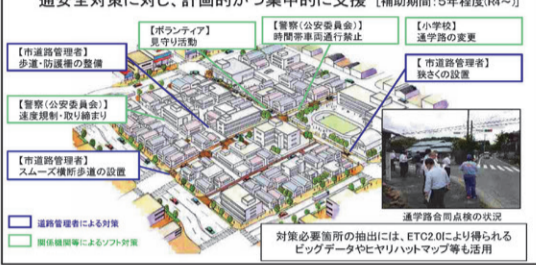 通安全対策に対し、計画的かつ集中的に支援 [補助期間:5年程度(R4~)]
【ボランティア】
見守り活動
【警察(公安委員会)】
時間帯車両通行禁止
【小学校】
通学路の変更
【市道路管理者】
歩道・防護柵の整備
【市道路管理者】
狭さくの設置
【警察(公安委員会)】
速度規制・取り締まり
【市道路管理者】
スムーズ横断歩道の設置
通学路合同点検の状況
道路管理者による対策
関係機関等によるソフト対策
対策必要箇所の抽出には、ETC2.0により得られる
ビッグデータやヒヤリハットマップ等も活用